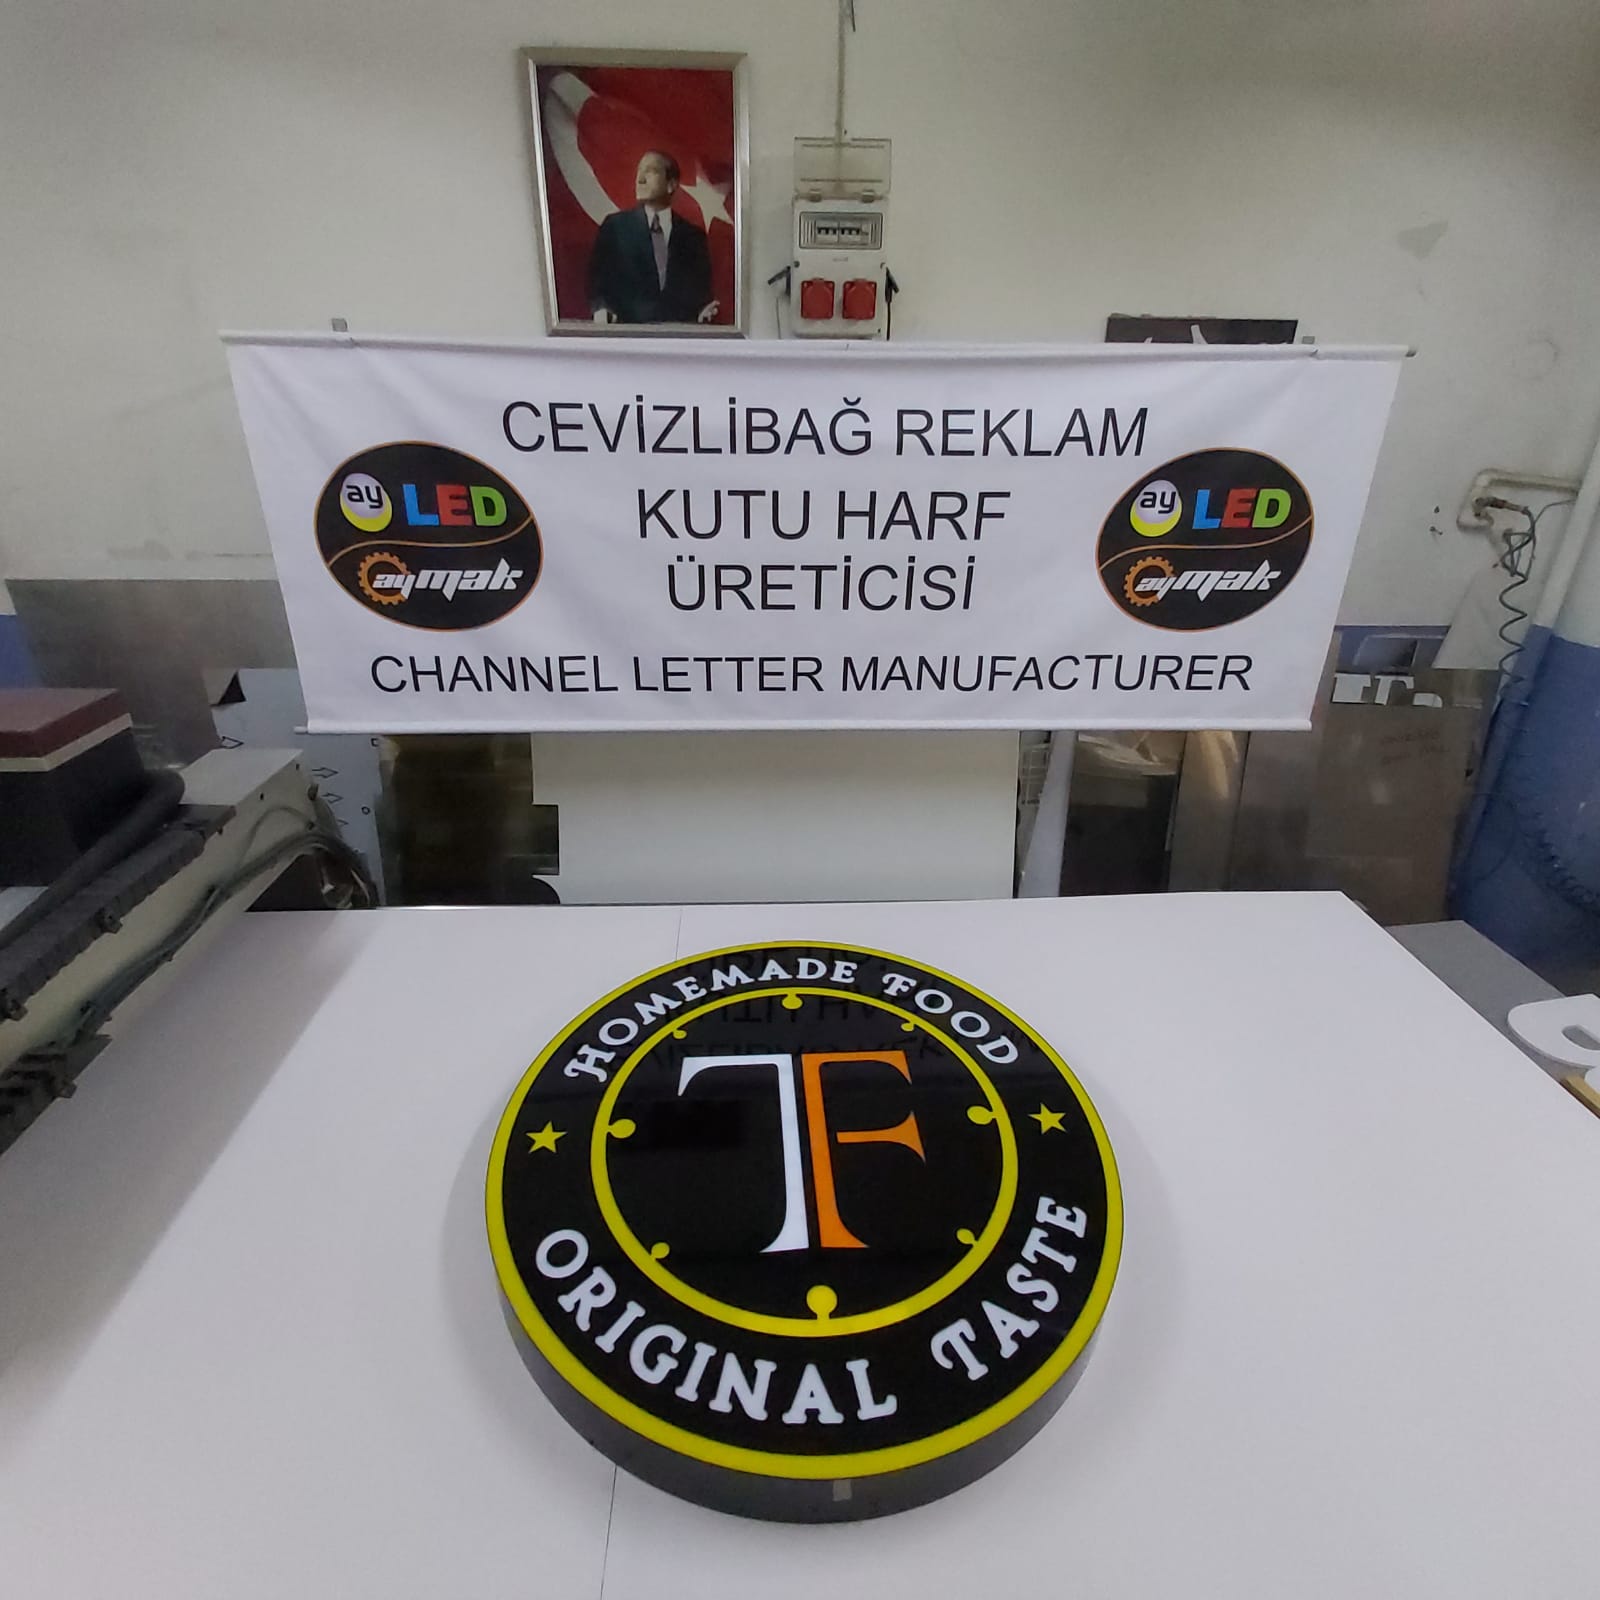 CEVİZLİBAĞ REKLAM
KUTU HARF
ÜRETİCİSİ
CHANNEL LETTER MANUFACTURER
ay LED
aymak
ay LED
aymak
HOMEMADE FOOD
TF
ORIGINAL TASTE